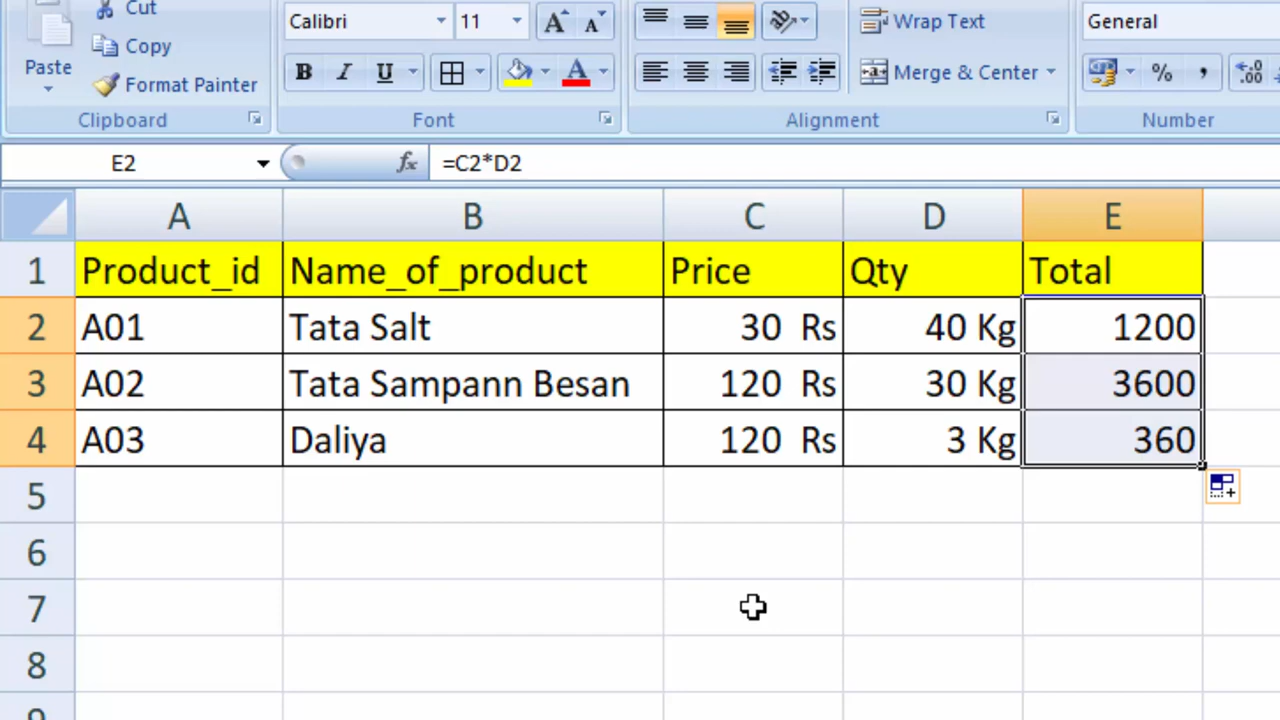 Cut
Calibri 11 A A Wrap Text General
Copy
Paste
Format Painter B I U A Merge & Center % , .00
Clipboard Font Alignment Number
E2 fx =C2*D2
A B C D E
1 Product_id Name_of_product Price Qty Total
2 A01 Tata Salt 30 Rs 40 Kg 1200
3 A02 Tata Sampann Besan 120 Rs 30 Kg 3600
4 A03 Daliya 120 Rs 3 Kg 360
5
6
7
8
9